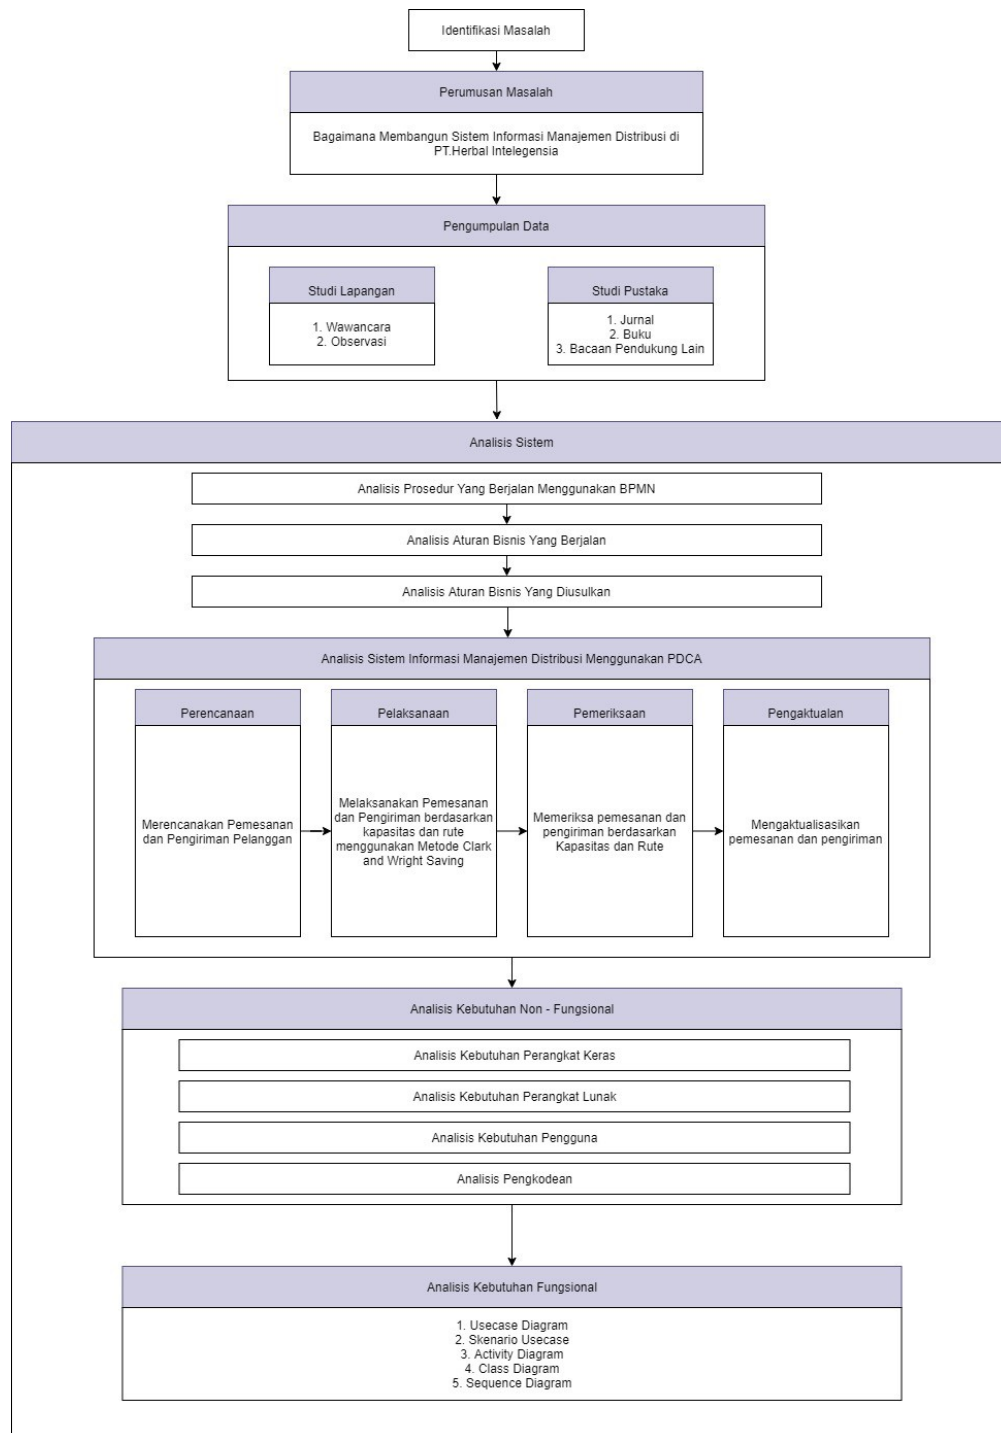 Identifikasi Masalah
Perumusan Masalah
Bagaimana Membangun Sistem Informasi Manajemen Distribusi di
PT.Herbal Intelegensia
Pengumpulan Data
Studi Lapangan
1. Wawancara
2. Observasi
Studi Pustaka
1. Jurnal
2. Buku
3. Bacaan Pendukung Lain
Analisis Sistem
Analisis Prosedur Yang Berjalan Menggunakan BPMN
Analisis Aturan Bisnis Yang Berjalan
Analisis Aturan Bisnis Yang Diusulkan
Analisis Sistem Informasi Manajemen Distribusi Menggunakan PDCA
Perencanaan
Merencanakan Pemesanan
dan Pengiriman Pelanggan
Pelaksanaan
Melaksanakan Pemesanan
dan Pengiriman berdasarkan
kapasitas dan rute
menggunakan Metode Clark
and Wright Saving
Pemeriksaan
Memeriksa pemesanan dan
pengiriman berdasarkan
Kapasitas dan Rute
Pengaktualan
Mengaktualisasikan
pemesanan dan pengiriman
Analisis Kebutuhan Non - Fungsional
Analisis Kebutuhan Perangkat Keras
Analisis Kebutuhan Perangkat Lunak
Analisis Kebutuhan Pengguna
Analisis Pengkodean
Analisis Kebutuhan Fungsional
1. Usecase Diagram
2. Skenario Usecase
3. Activity Diagram
4. Class Diagram
5. Sequence Diagram